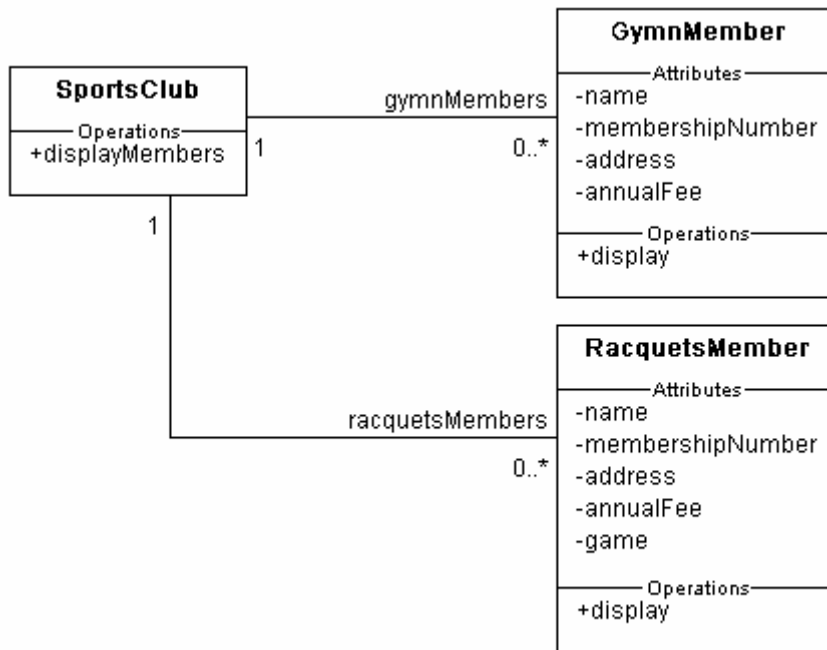 SportsClub
Operations
+displayMembers
1
gymnMembers
0..*
GymnMember
Attributes
-name
-membershipNumber
-address
-annualFee
Operations
+display
1
racquetsMembers
0..*
RacquetsMember
Attributes
-name
-membershipNumber
-address
-annualFee
-game
Operations
+display